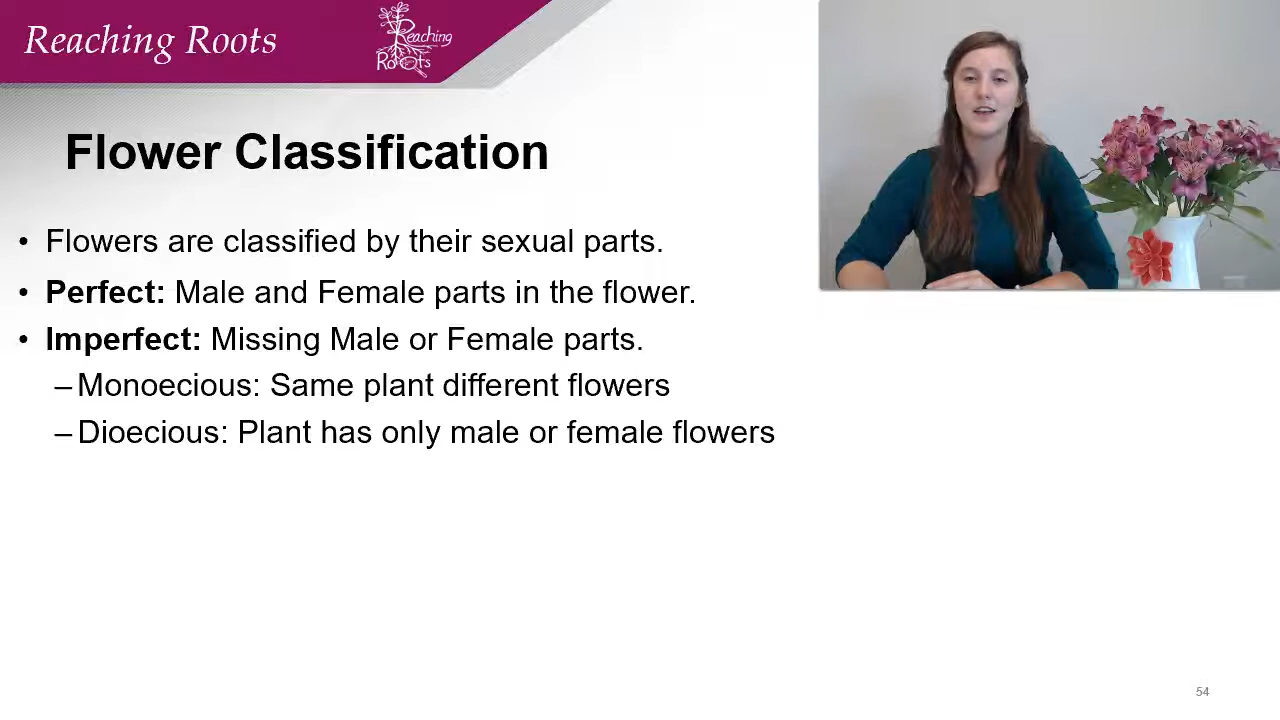 Reaching Roots
Reaching
Roots
Flower Classification
• Flowers are classified by their sexual parts.
• Perfect: Male and Female parts in the flower.
• Imperfect: Missing Male or Female parts.
– Monoecious: Same plant different flowers
– Dioecious: Plant has only male or female flowers
54